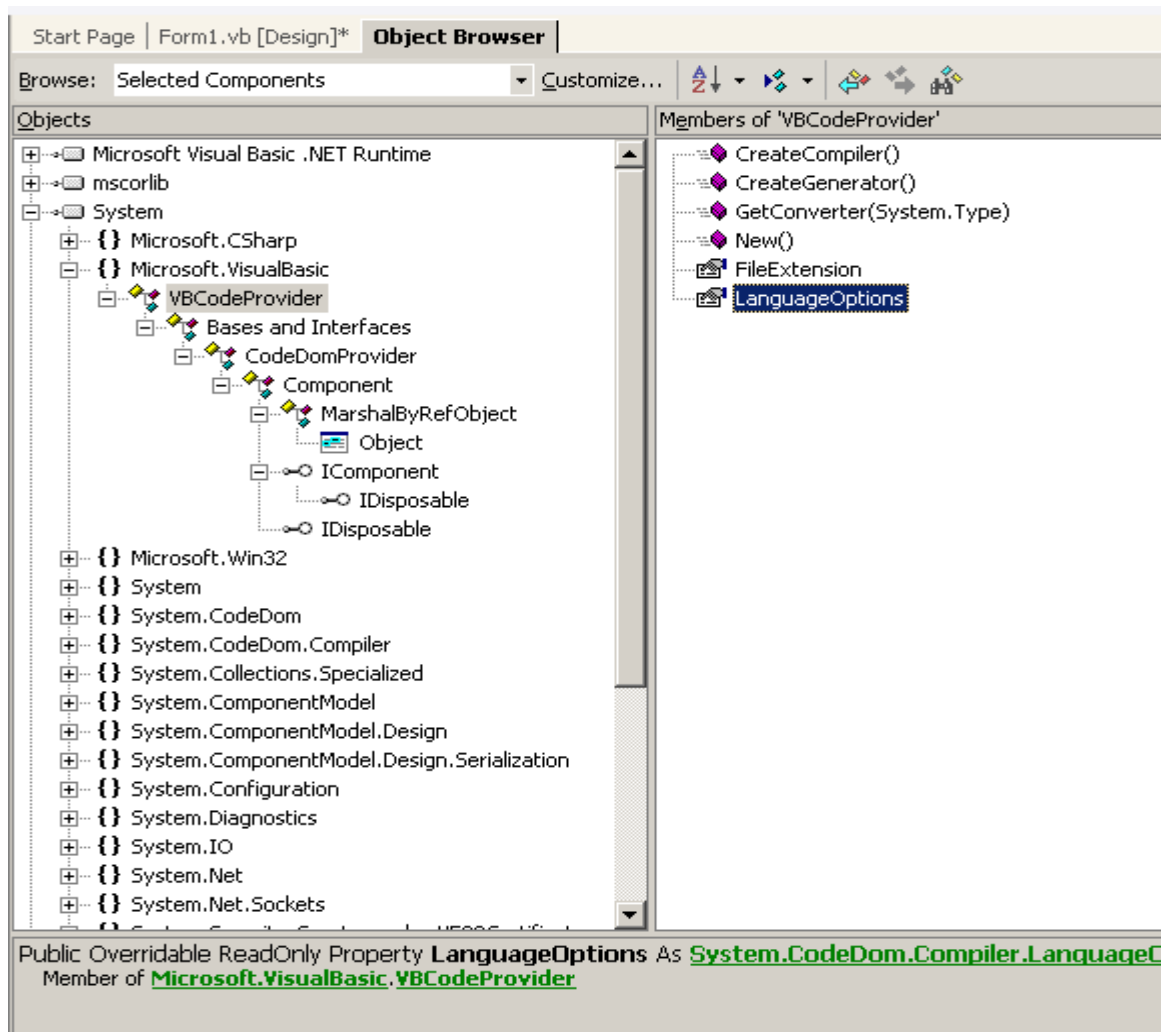 Start Page | Form1.vb [Design]* Object Browser
Browse: Selected Components Customize...
Objects
Microsoft Visual Basic .NET Runtime
mscorlib
System
{} Microsoft.CSharp
{} Microsoft.VisualBasic
VBCodeProvider
Bases and Interfaces
CodeDomProvider
Component
MarshalByRefObject
Object
IComponent
IDisposable
IDisposable
{} Microsoft.Win32
{} System
{} System.CodeDom
{} System.CodeDom.Compiler
{} System.Collections.Specialized
{} System.ComponentModel
{} System.ComponentModel.Design
{} System.ComponentModel.Design.Serialization
{} System.Configuration
{} System.Diagnostics
{} System.IO
{} System.Net
{} System.Net.Sockets
Members of 'VBCodeProvider'
CreateCompiler()
CreateGenerator()
GetConverter(System.Type)
New()
FileExtension
LanguageOptions
Public Overridable ReadOnly Property LanguageOptions As System.CodeDom.Compiler.Language
Member of Microsoft.VisualBasic.VBCodeProvider